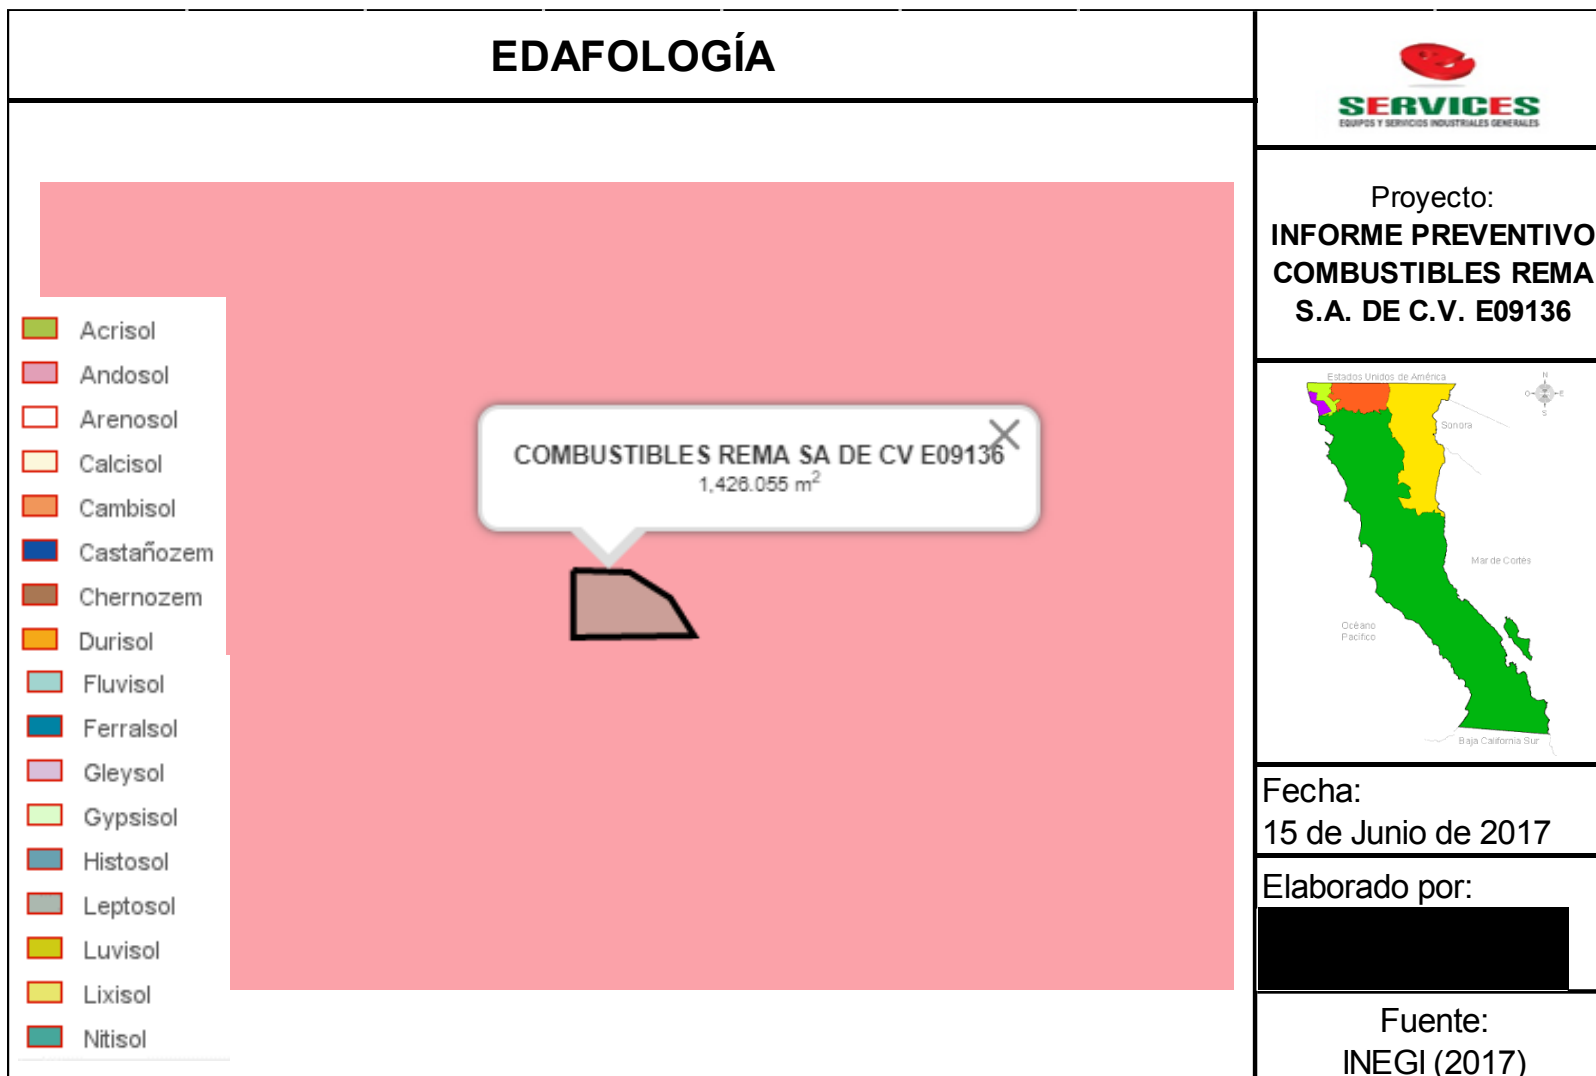 EDAFOLOGÍA
SERVICES
EQUIPOS Y SERVICIOS INDUSTRIALES GENERALES
Proyecto:
INFORME PREVENTIVO
COMBUSTIBLES REMA
S.A. DE C.V. E09136
Acrisol
Andosol
Arenosol
Calcisol
Cambisol
Castañozem
Chernozem
Durisol
Fluvisol
Ferralsol
Gleysol
Gypsisol
Histosol
Leptosol
Luvisol
Lixisol
Nitisol
COMBUSTIBLES REMA SA DE CV E09136
1,426.055 m²
Estados Unidos de América
N
O
E
S
Sonora
Mar de Cortés
Océano
Pacífico
Baja California Sur
Fecha:
15 de Junio de 2017
Elaborado por:
Fuente:
INEGI (2017)